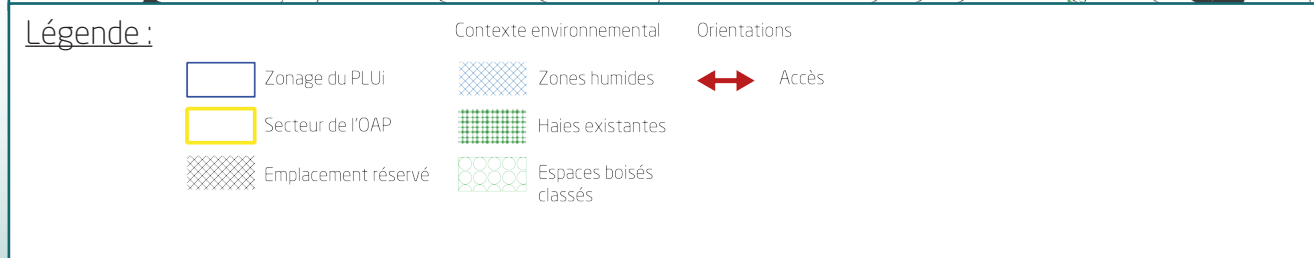 Légende :
Zonage du PLUi
Secteur de l'OAP
Emplacement réservé
Contexte environnemental
Zones humides
Haies existantes
Espaces boisés
classés
Orientations
Accès